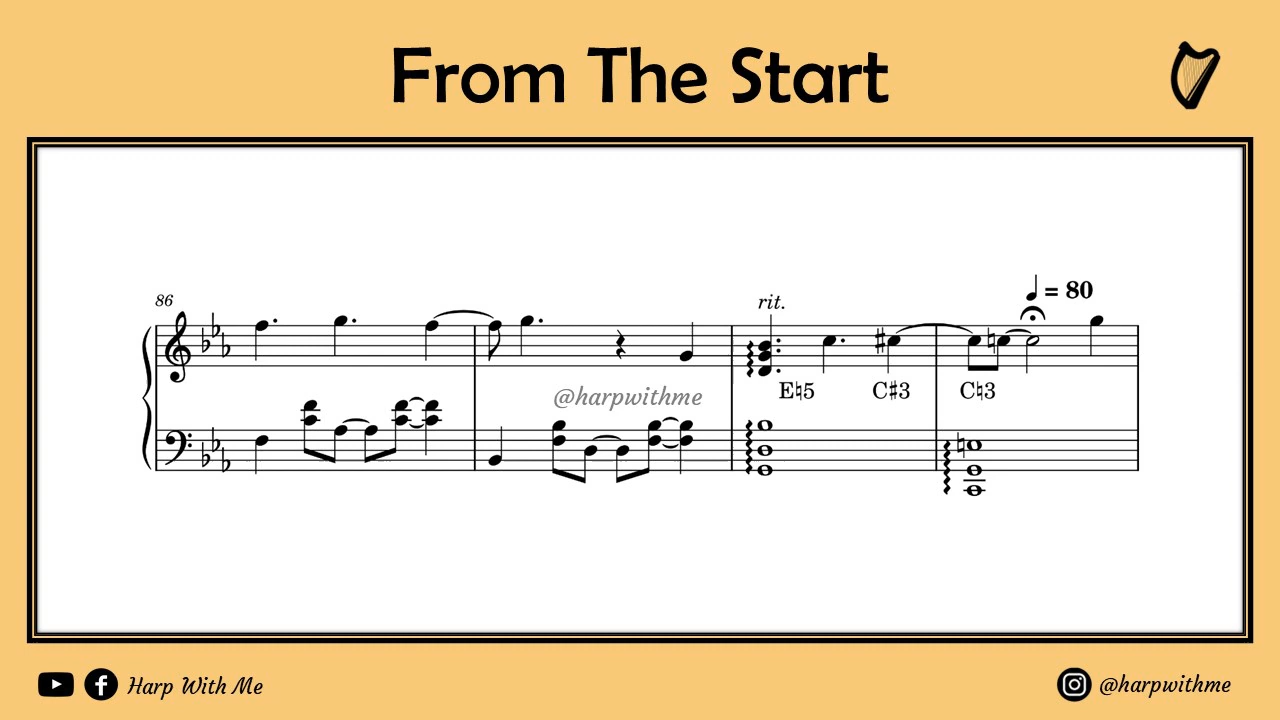 From The Start
86
rit.
= 80
E♮5 C♯3 C♮3
@harpwithme
Harp With Me
@harpwithme